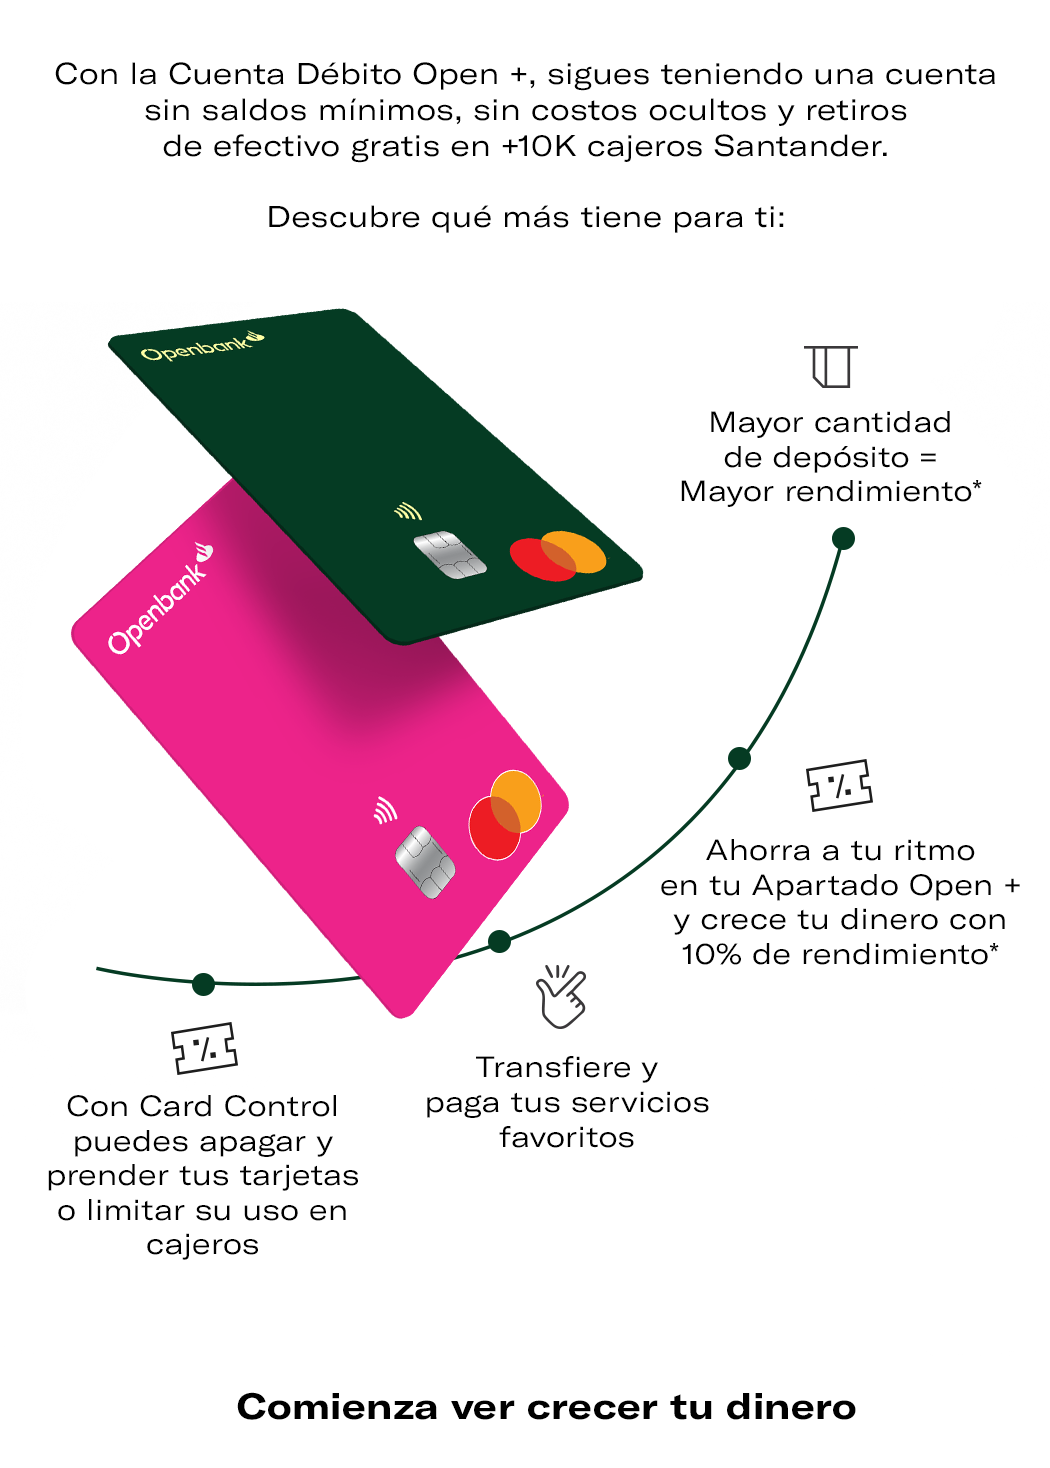 Con la Cuenta Débito Open +, sigues teniendo una cuenta
sin saldos mínimos, sin costos ocultos y retiros
de efectivo gratis en +10K cajeros Santander.
Descubre qué más tiene para ti:
Openbank
Openbank
Mayor cantidad
de depósito =
Mayor rendimiento*
Ahorra a tu ritmo
en tu Apartado Open +
y crece tu dinero con
10% de rendimiento*
Transfiere y
paga tus servicios
favoritos
Con Card Control
puedes apagar y
prender tus tarjetas
o limitar su uso en
cajeros
Comienza ver crecer tu dinero